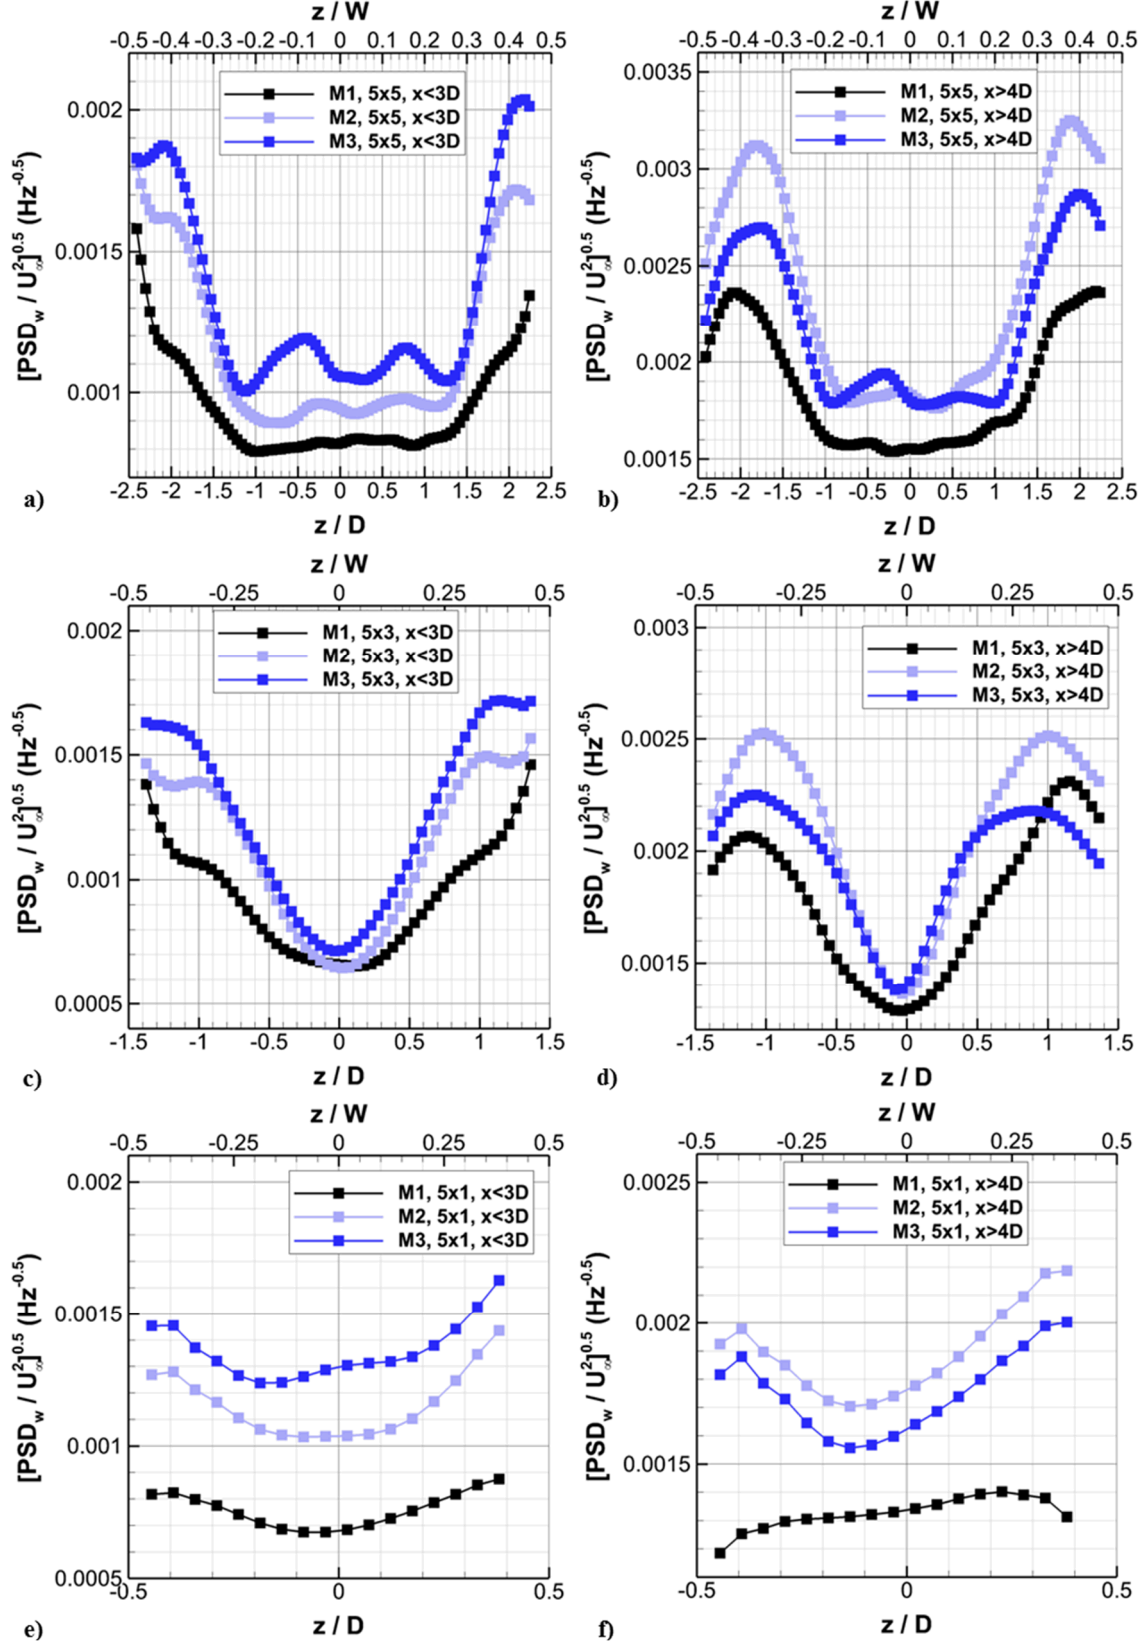 z / W
-0.5 -0.4 -0.3 -0.2 -0.1 0 0.1 0.2 0.3 0.4 0.5
M1, 5x5, x<3D
M2, 5x5, x<3D
M3, 5x5, x<3D
0.002
0.0015
0.001
[PSDw / U²∞]^0.5 (Hz^-0.5)
-2.5 -2 -1.5 -1 -0.5 0 0.5 1 1.5 2 2.5
a)
z / D
z / W
-0.5 -0.4 -0.3 -0.2 -0.1 0 0.1 0.2 0.3 0.4 0.5
M1, 5x5, x>4D
M2, 5x5, x>4D
M3, 5x5, x>4D
0.0035
0.003
0.0025
0.002
0.0015
[PSDw / U²∞]^0.5 (Hz^-0.5)
-2.5 -2 -1.5 -1 -0.5 0 0.5 1 1.5 2 2.5
b)
z / D
z / W
-0.5 -0.25 0 0.25 0.5
M1, 5x3, x<3D
M2, 5x3, x<3D
M3, 5x3, x<3D
0.002
0.0015
0.001
0.0005
[PSDw / U²∞]^0.5 (Hz^-0.5)
-1.5 -1 -0.5 0 0.5 1 1.5
c)
z / D
z / W
-0.5 -0.25 0 0.25 0.5
M1, 5x3, x>4D
M2, 5x3, x>4D
M3, 5x3, x>4D
0.003
0.0025
0.002
0.0015
[PSDw / U²∞]^0.5 (Hz^-0.5)
-1.5 -1 -0.5 0 0.5 1 1.5
d)
z / D
z / W
-0.5 -0.25 0 0.25 0.5
M1, 5x1, x<3D
M2, 5x1, x<3D
M3, 5x1, x<3D
0.002
0.0015
0.001
0.0005
[PSDw / U²∞]^0.5 (Hz^-0.5)
-0.5 0 0.5
e)
z / D
z / W
-0.5 -0.25 0 0.25 0.5
M1, 5x1, x>4D
M2, 5x1, x>4D
M3, 5x1, x>4D
0.0025
0.002
0.0015
[PSDw / U²∞]^0.5 (Hz^-0.5)
-0.5 0 0.5
f)
z / D